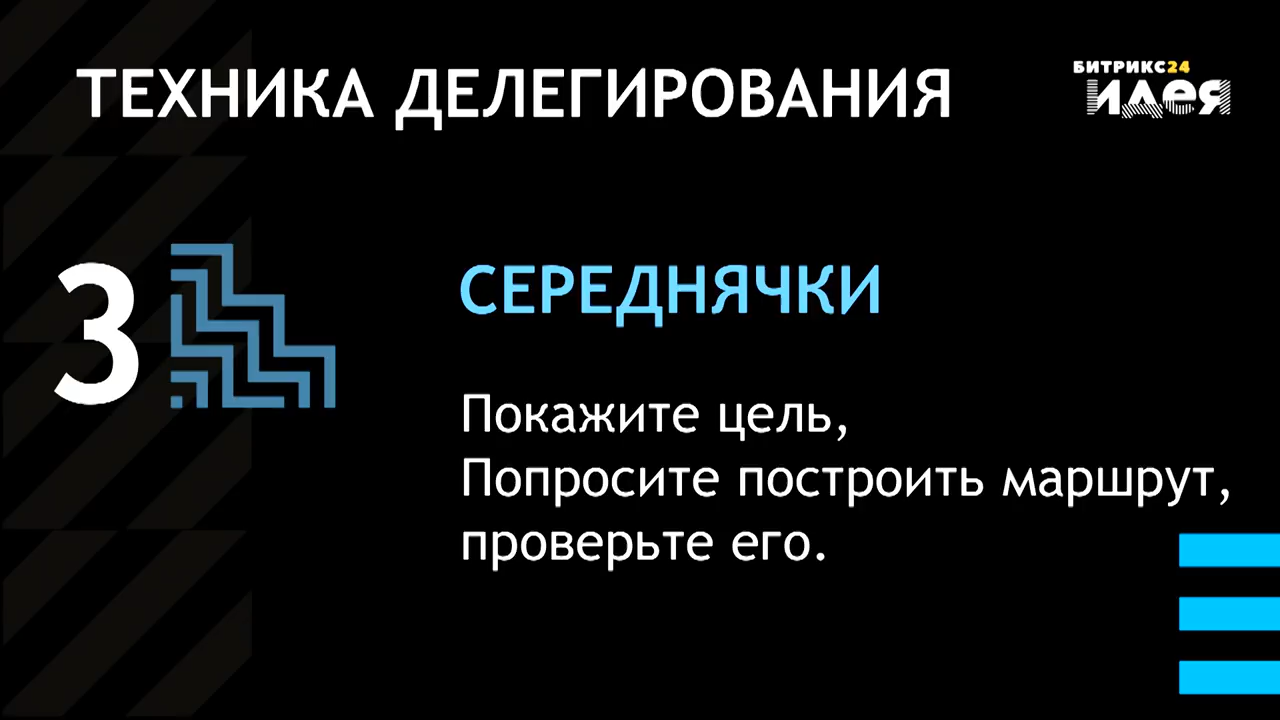 ТЕХНИКА ДЕЛЕГИРОВАНИЯ
БИТРИКС24
идея
3
СЕРЕДНЯЧКИ
Покажите цель,
Попросите построить маршрут,
проверьте его.